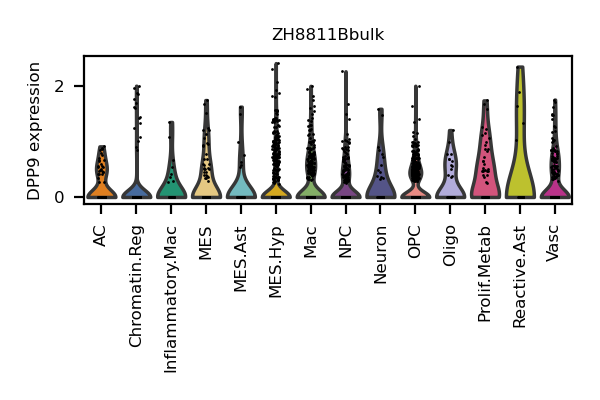 ZH8811Bbulk
DPP9 expression
2
0
AC
Chromatin.Reg
Inflammatory.Mac
MES
MES.Ast
MES.Hyp
Mac
NPC
Neuron
OPC
Oligo
Prolif.Metab
Reactive.Ast
Vasc